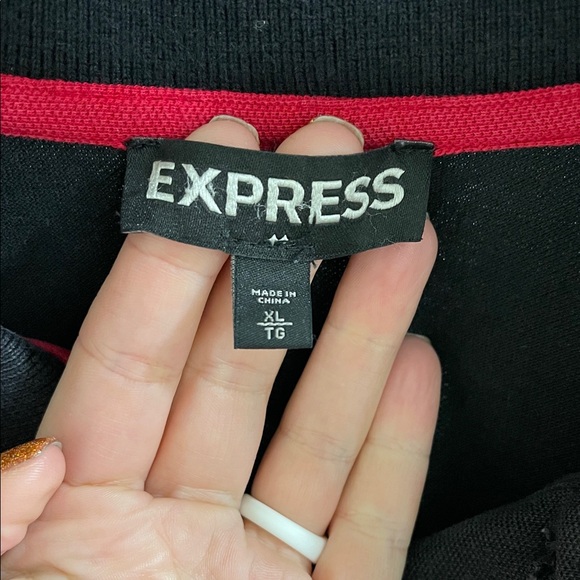 EXPRESS
MADE IN
CHINA
XL
TG